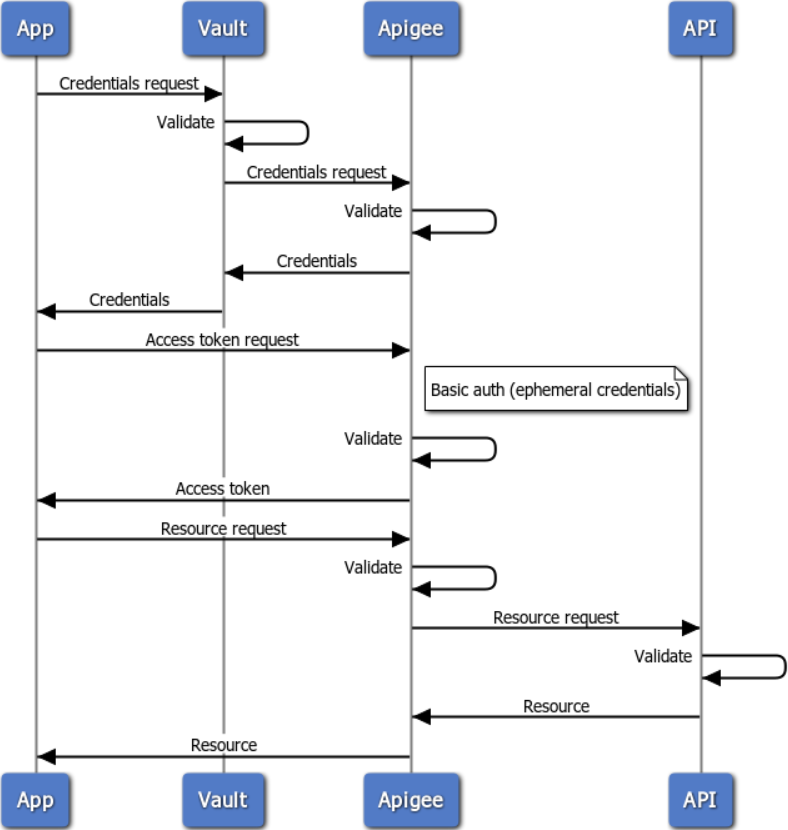 App Vault Apigee API
Credentials request
Validate
Credentials request
Validate
Credentials
Credentials
Access token request
Basic auth (ephemeral credentials)
Validate
Access token
Resource request
Validate
Resource request
Validate
Resource
Resource
App Vault Apigee API